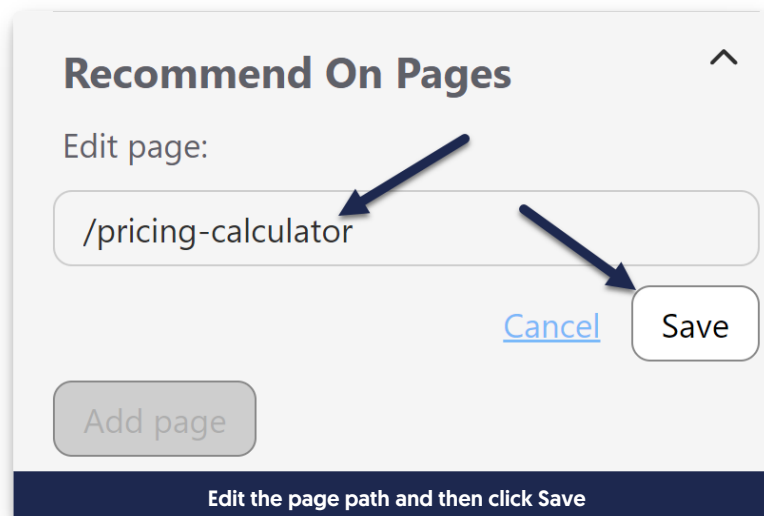 Recommend On Pages
Edit page:
/pricing-calculator
Cancel
Save
Add page
Edit the page path and then click Save